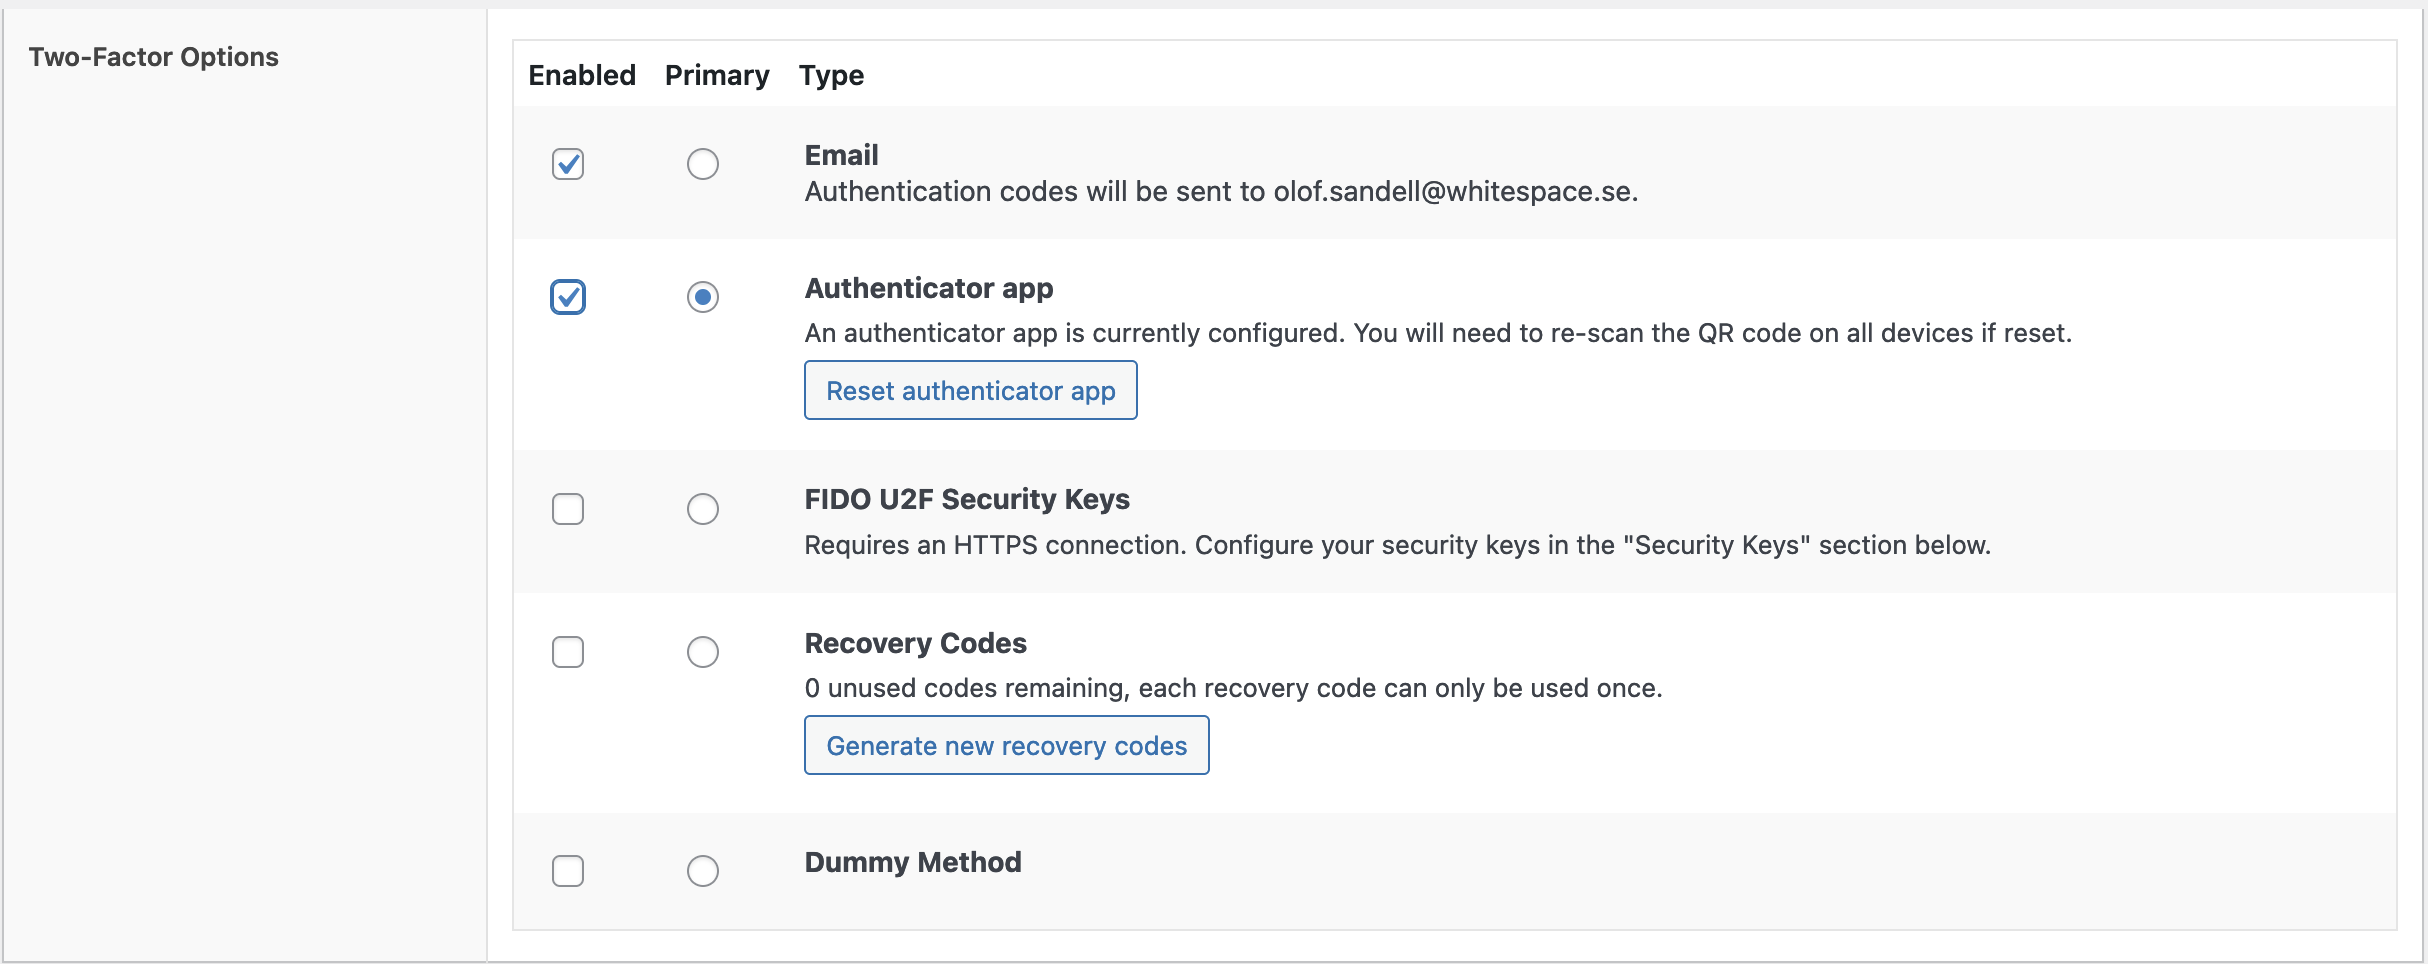 Two-Factor Options
Enabled Primary Type
Email
Authentication codes will be sent to olof.sandell@whitespace.se.
Authenticator app
An authenticator app is currently configured. You will need to re-scan the QR code on all devices if reset.
Reset authenticator app
FIDO U2F Security Keys
Requires an HTTPS connection. Configure your security keys in the "Security Keys" section below.
Recovery Codes
0 unused codes remaining, each recovery code can only be used once.
Generate new recovery codes
Dummy Method